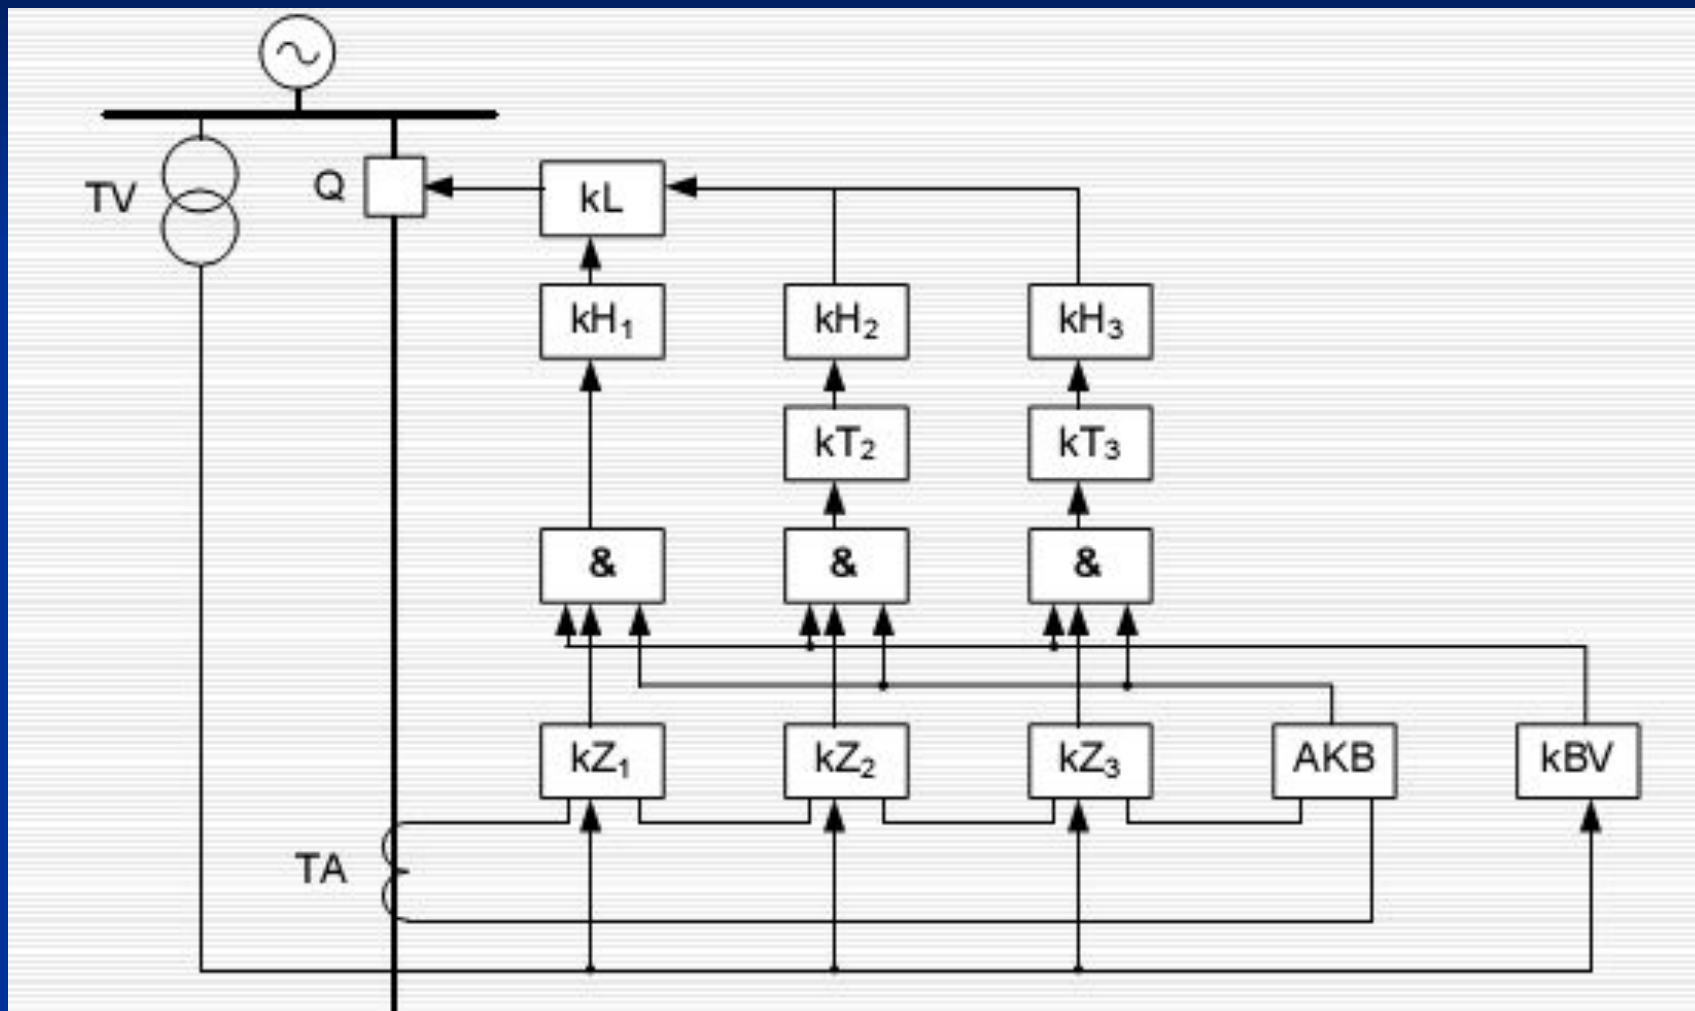 TV Q kL
kH₁ kH₂ kH₃
kT₂ kT₃
& & &
kZ₁ kZ₂ kZ₃ AKB kBV
TA